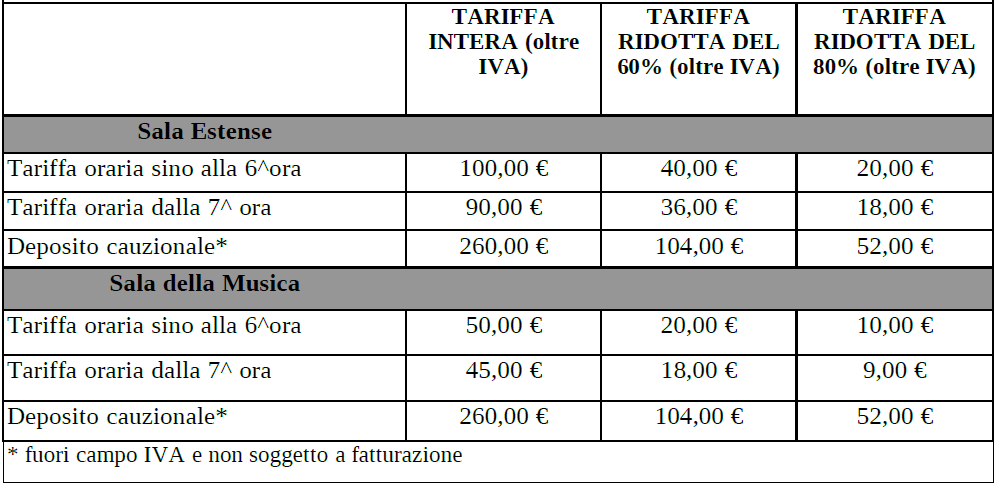 TARIFFA INTERA (oltre IVA) TARIFFA RIDOTTA DEL 60% (oltre IVA) TARIFFA RIDOTTA DEL 80% (oltre IVA)
Sala Estense
Tariffa oraria sino alla 6^ora 100,00 € 40,00 € 20,00 €
Tariffa oraria dalla 7^ ora 90,00 € 36,00 € 18,00 €
Deposito cauzionale* 260,00 € 104,00 € 52,00 €
Sala della Musica
Tariffa oraria sino alla 6^ora 50,00 € 20,00 € 10,00 €
Tariffa oraria dalla 7^ ora 45,00 € 18,00 € 9,00 €
Deposito cauzionale* 260,00 € 104,00 € 52,00 €
* fuori campo IVA e non soggetto a fatturazione